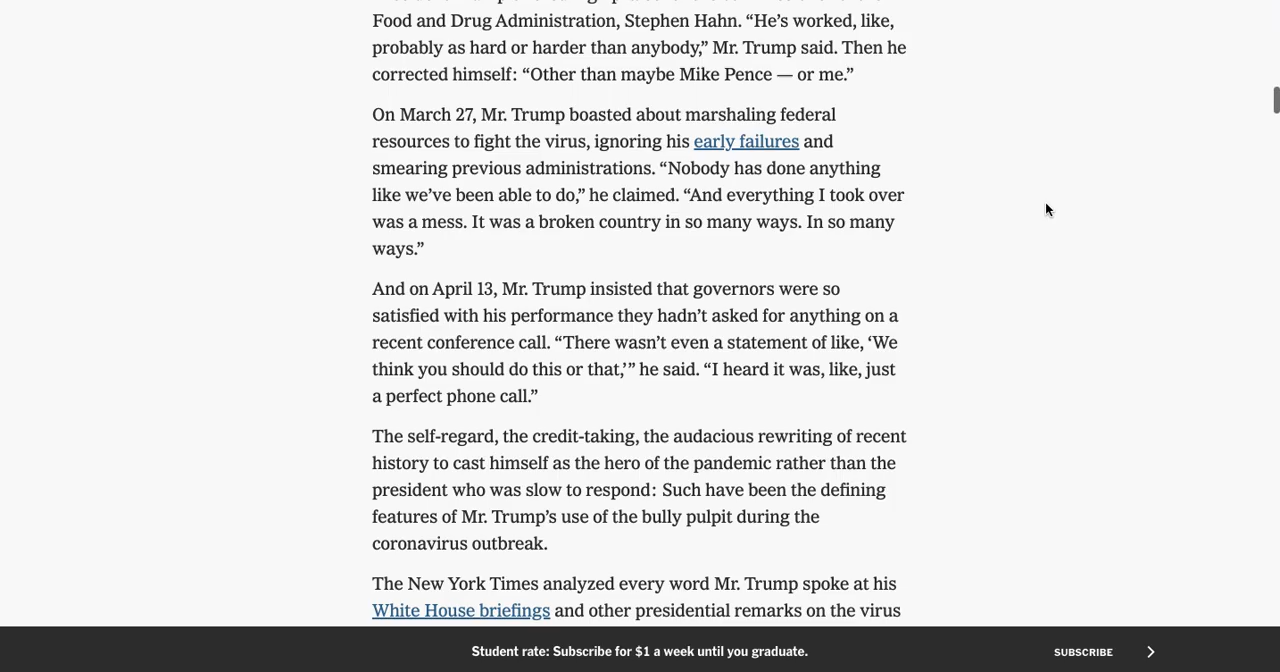 Food and Drug Administration, Stephen Hahn. “He’s worked, like,
probably as hard or harder than anybody,” Mr. Trump said. Then he
corrected himself: “Other than maybe Mike Pence — or me.”
On March 27, Mr. Trump boasted about marshaling federal
resources to fight the virus, ignoring his early failures and
smearing previous administrations. “Nobody has done anything
like we’ve been able to do,” he claimed. “And everything I took over
was a mess. It was a broken country in so many ways. In so many
ways.”
And on April 13, Mr. Trump insisted that governors were so
satisfied with his performance they hadn’t asked for anything on a
recent conference call. “There wasn’t even a statement of like, ‘We
think you should do this or that,’” he said. “I heard it was, like, just
a perfect phone call.”
The self-regard, the credit-taking, the audacious rewriting of recent
history to cast himself as the hero of the pandemic rather than the
president who was slow to respond: Such have been the defining
features of Mr. Trump’s use of the bully pulpit during the
coronavirus outbreak.
The New York Times analyzed every word Mr. Trump spoke at his
White House briefings and other presidential remarks on the virus
Student rate: Subscribe for $1 a week until you graduate.
SUBSCRIBE